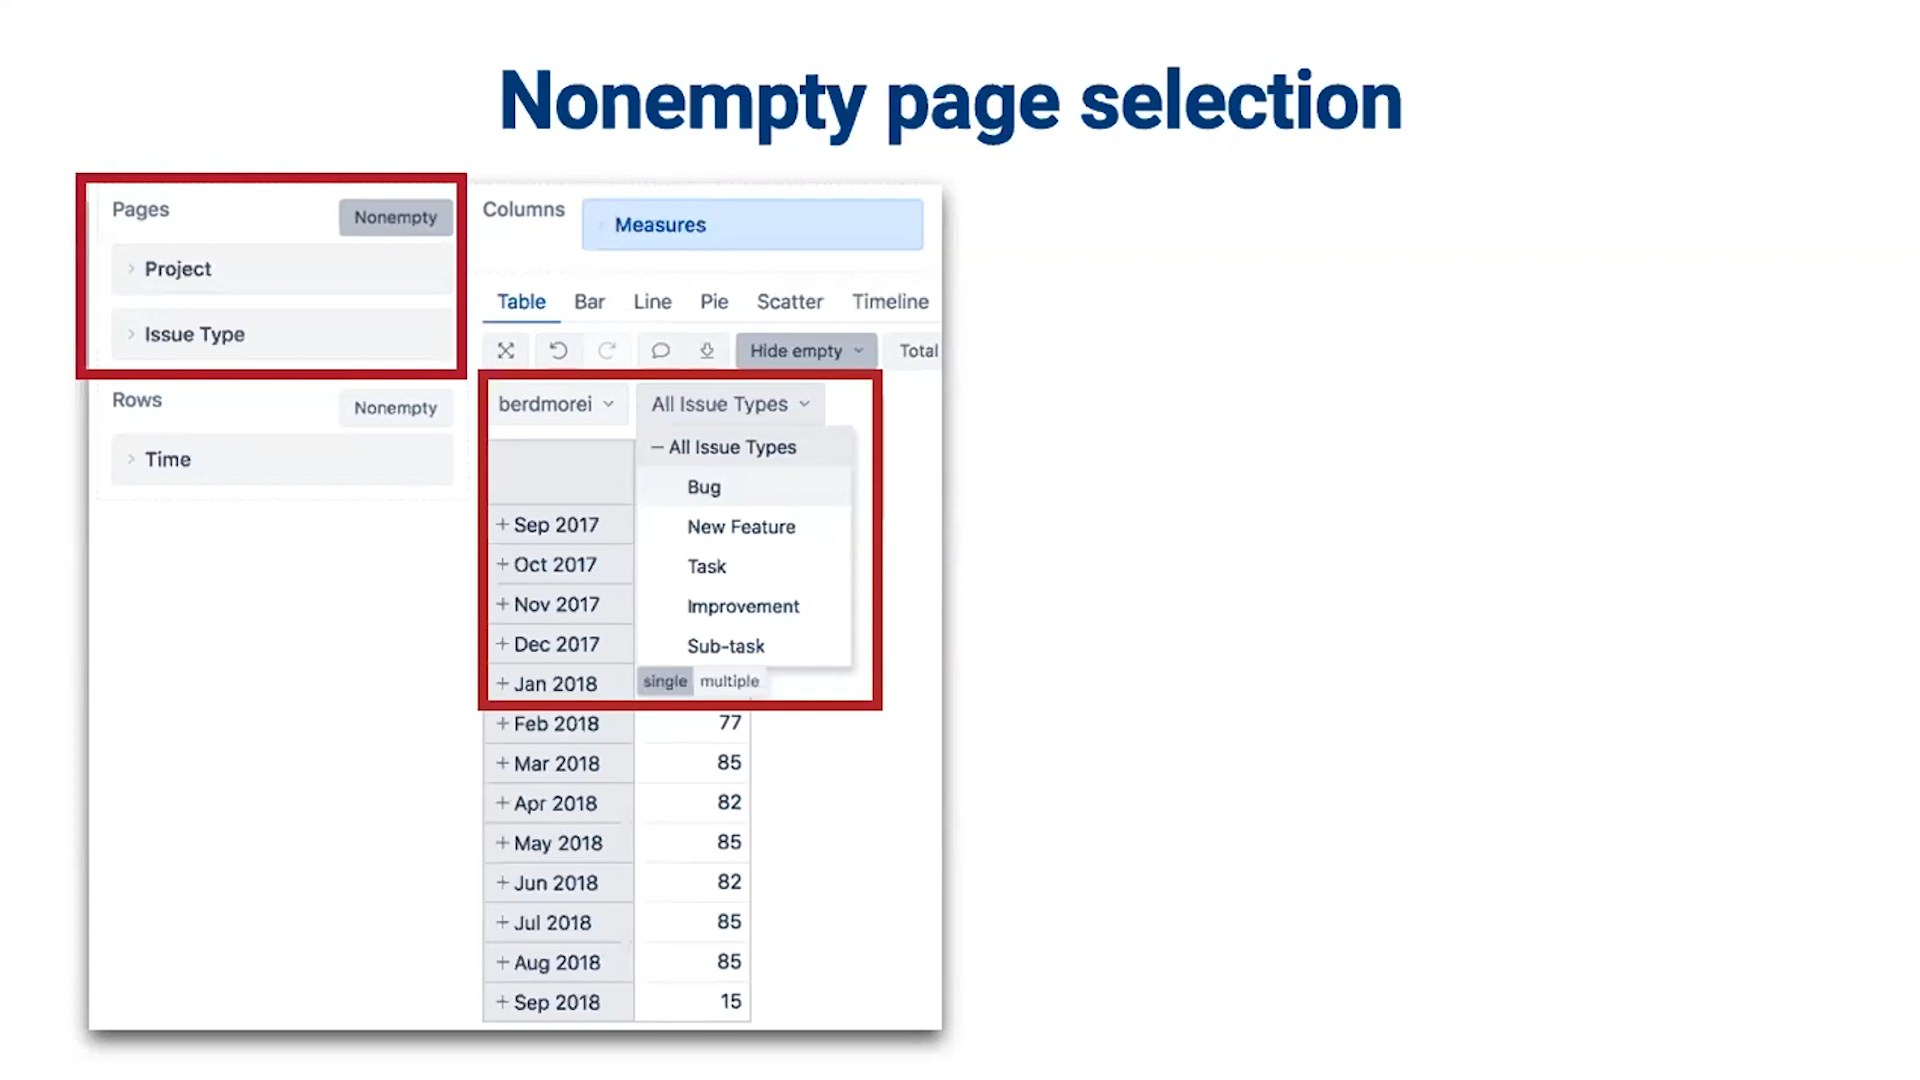 Nonempty page selection
Pages
Nonempty
Project
Issue Type
Rows
Nonempty
Time
Columns
Measures
Table Bar Line Pie Scatter Timeline
Hide empty Total
berdmorei All Issue Types
− All Issue Types
Bug
New Feature
Task
Improvement
Sub-task
single multiple
+ Sep 2017
+ Oct 2017
+ Nov 2017
+ Dec 2017
+ Jan 2018
+ Feb 2018 77
+ Mar 2018 85
+ Apr 2018 82
+ May 2018 85
+ Jun 2018 82
+ Jul 2018 85
+ Aug 2018 85
+ Sep 2018 15